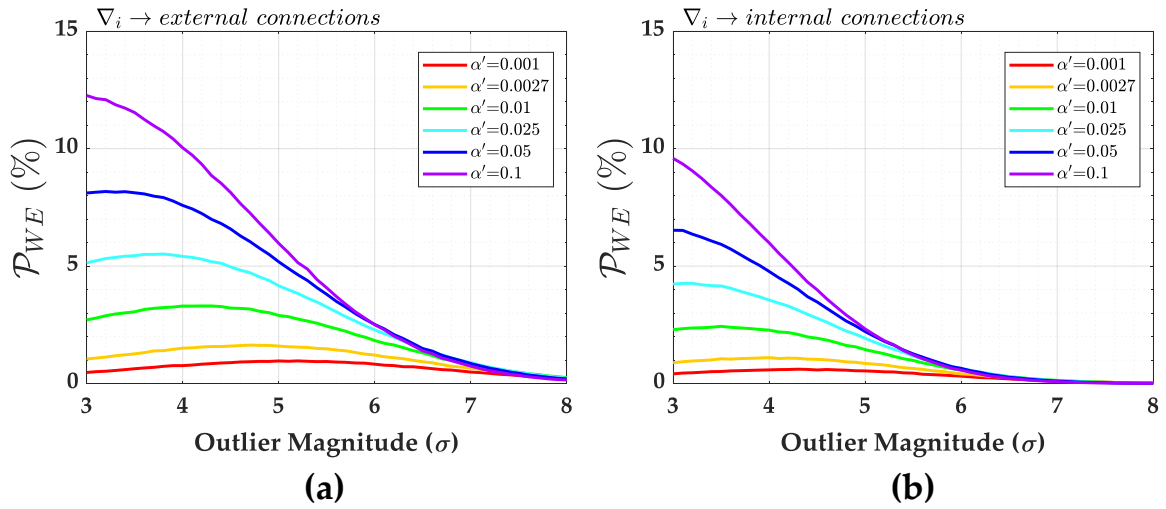 ∇i → external connections
15
10
5
0
3 4 5 6 7 8
𝒫WE (%)
α′=0.001
α′=0.0027
α′=0.01
α′=0.025
α′=0.05
α′=0.1
Outlier Magnitude (σ)
(a)
∇i → internal connections
15
10
5
0
3 4 5 6 7 8
𝒫WE (%)
α′=0.001
α′=0.0027
α′=0.01
α′=0.025
α′=0.05
α′=0.1
Outlier Magnitude (σ)
(b)